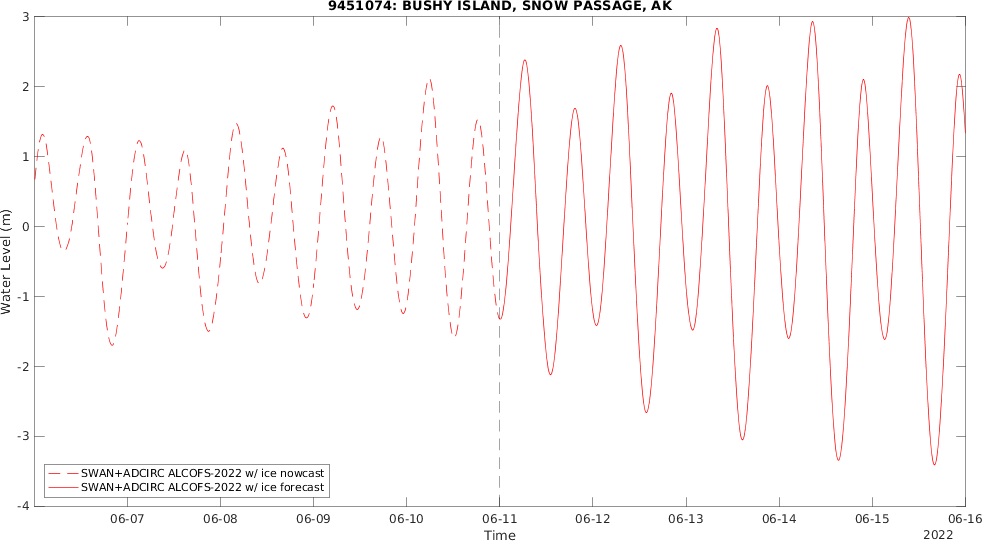 9451074: BUSHY ISLAND, SNOW PASSAGE, AK
3
2
1
0
-1
-2
-3
-4
Water Level (m)
SWAN+ADCIRC ALCOFS-2022 w/ ice nowcast
SWAN+ADCIRC ALCOFS-2022 w/ ice forecast
06-07 06-08 06-09 06-10 06-11 06-12 06-13 06-14 06-15 06-16
Time
2022